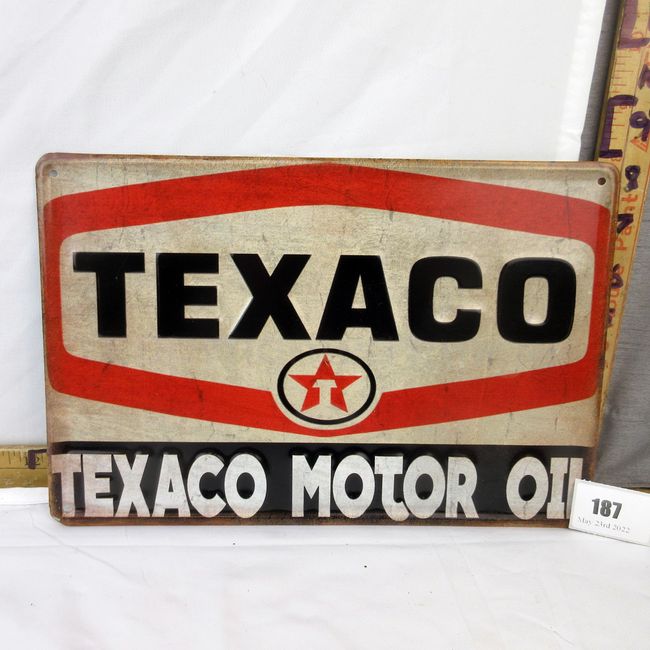 TEXACO
T
TEXACO MOTOR OIL
187
May 23rd 2022